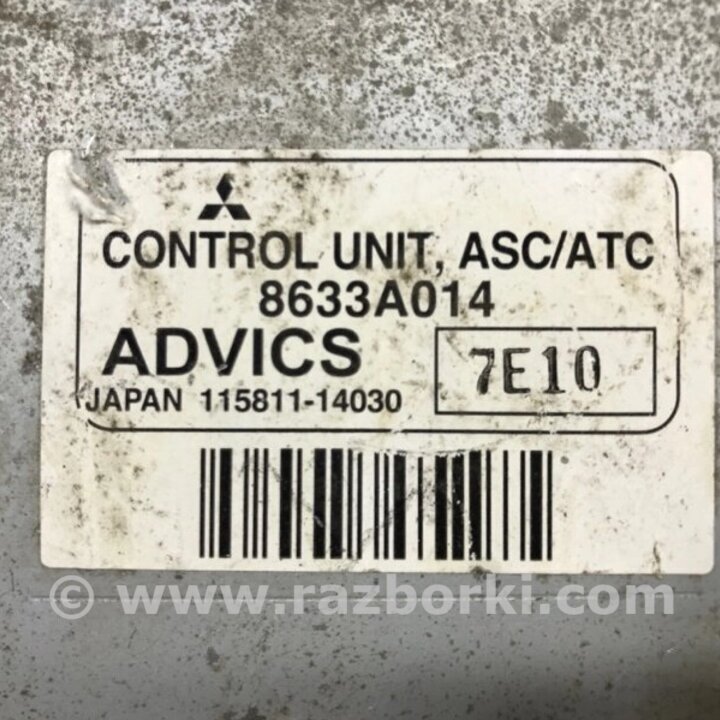 CONTROL UNIT, ASC/ATC
8633A014
ADVICS
7E10
JAPAN 115811-14030
© www.razborki.com